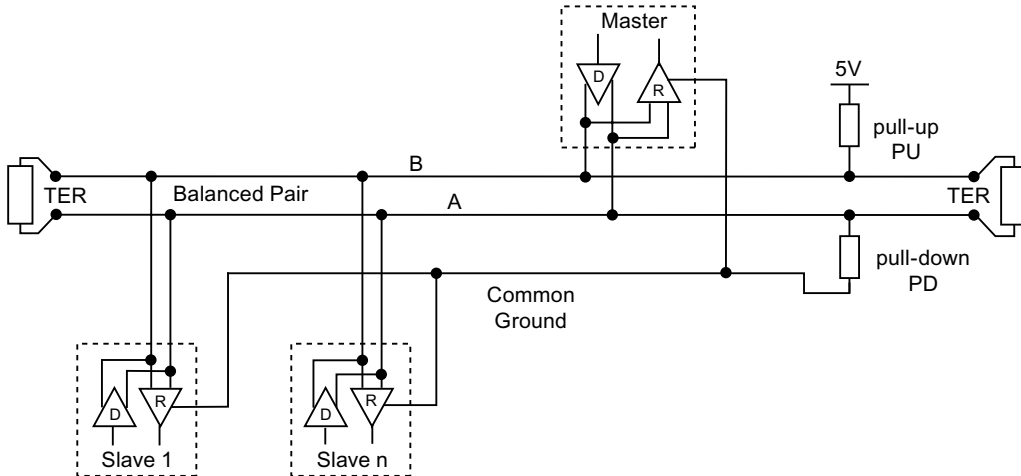 Master
D
R
5V
pull-up
PU
B
TER
Balanced Pair
A
TER
pull-down
PD
Common
Ground
D
R
Slave 1
D
R
Slave n